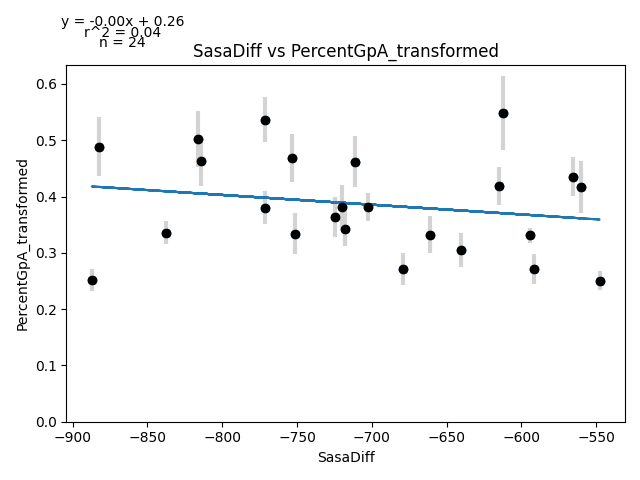 y = -0.00x + 0.26
r^2 = 0.04
n = 24
SasaDiff vs PercentGpA_transformed
PercentGpA_transformed
0.6
0.5
0.4
0.3
0.2
0.1
0.0
−900 −850 −800 −750 −700 −650 −600 −550
SasaDiff